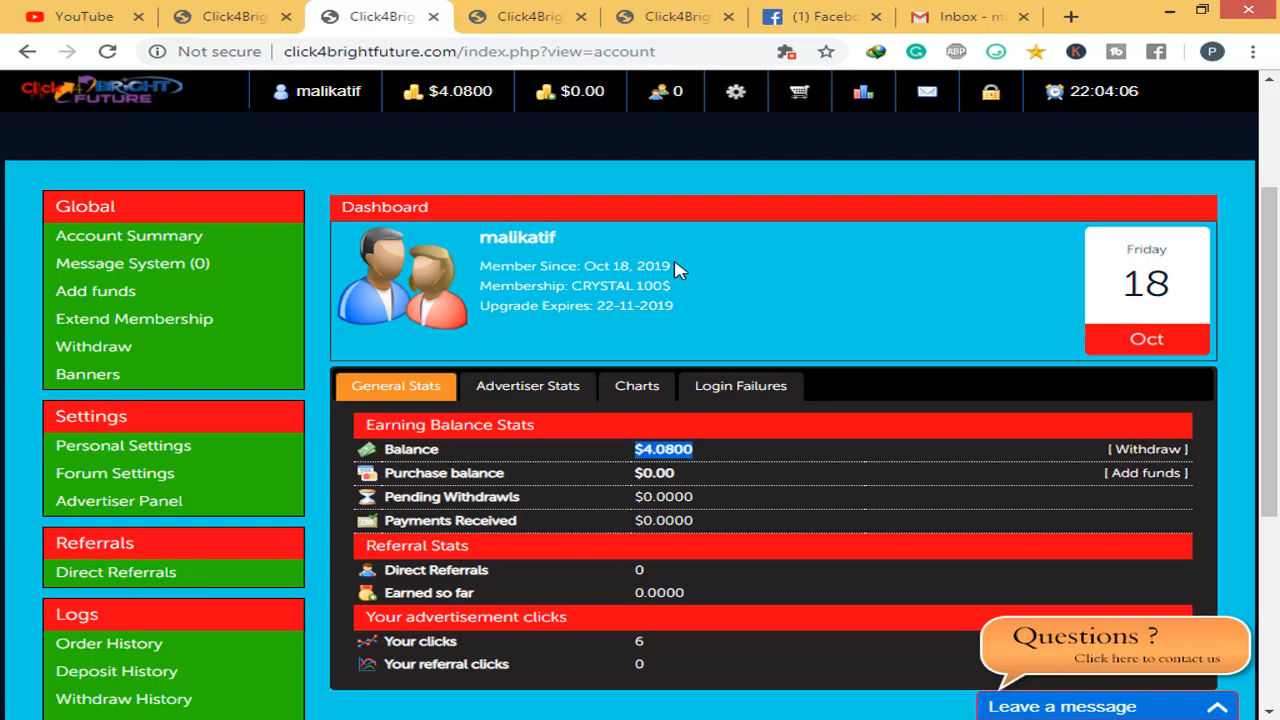 YouTube
Click4Brig
Click4Brig
Click4Brig
Click4Brig
(1) Facebo
Inbox - m
Not secure
click4brightfuture.com/index.php?view=account
ABP
K
P
Click4BRIGHT
FUTURE
malikatif
$4.0800
$0.00
0
22:04:06
Global
Account Summary
Message System (0)
Add funds
Extend Membership
Withdraw
Banners
Settings
Personal Settings
Forum Settings
Advertiser Panel
Referrals
Direct Referrals
Logs
Order History
Deposit History
Withdraw History
Dashboard
malikatif
Member Since: Oct 18, 2019
Membership: CRYSTAL 100$
Upgrade Expires: 22-11-2019
Friday
18
Oct
General Stats
Advertiser Stats
Charts
Login Failures
Earning Balance Stats
Balance $4.0800 [ Withdraw ]
Purchase balance $0.00 [ Add funds ]
Pending Withdrawls $0.0000
Payments Received $0.0000
Referral Stats
Direct Referrals 0
Earned so far 0.0000
Your advertisement clicks
Your clicks 6
Your referral clicks 0
Questions ?
Click here to contact us
Leave a message